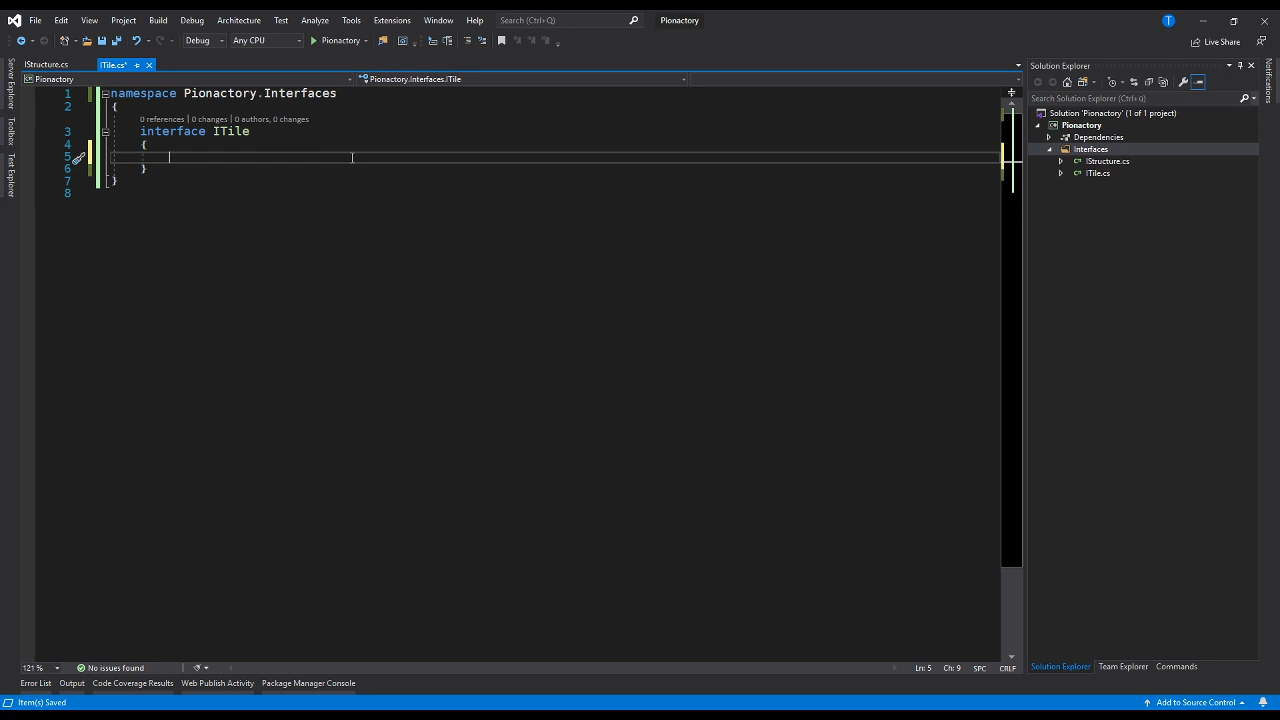 File Edit View Project Build Debug Architecture Test Analyze Tools Extensions Window Help Search (Ctrl+Q) Pionactory T
Debug Any CPU Pionactory Live Share
IStructure.cs ITile.cs*
Pionactory Pionactory.Interfaces.ITile
1 namespace Pionactory.Interfaces
2 {
0 references | 0 changes | 0 authors, 0 changes
3 interface ITile
4 {
5
6 }
7 }
8
121 % No issues found Ln: 5 Ch: 9 SPC CRLF
Error List Output Code Coverage Results Web Publish Activity Package Manager Console
Item(s) Saved Add to Source Control
Server Explorer
Toolbox
Test Explorer
Solution Explorer
Search Solution Explorer (Ctrl+ü)
Solution 'Pionactory' (1 of 1 project)
Pionactory
Dependencies
Interfaces
IStructure.cs
ITile.cs
Solution Explorer Team Explorer Commands
Notifications